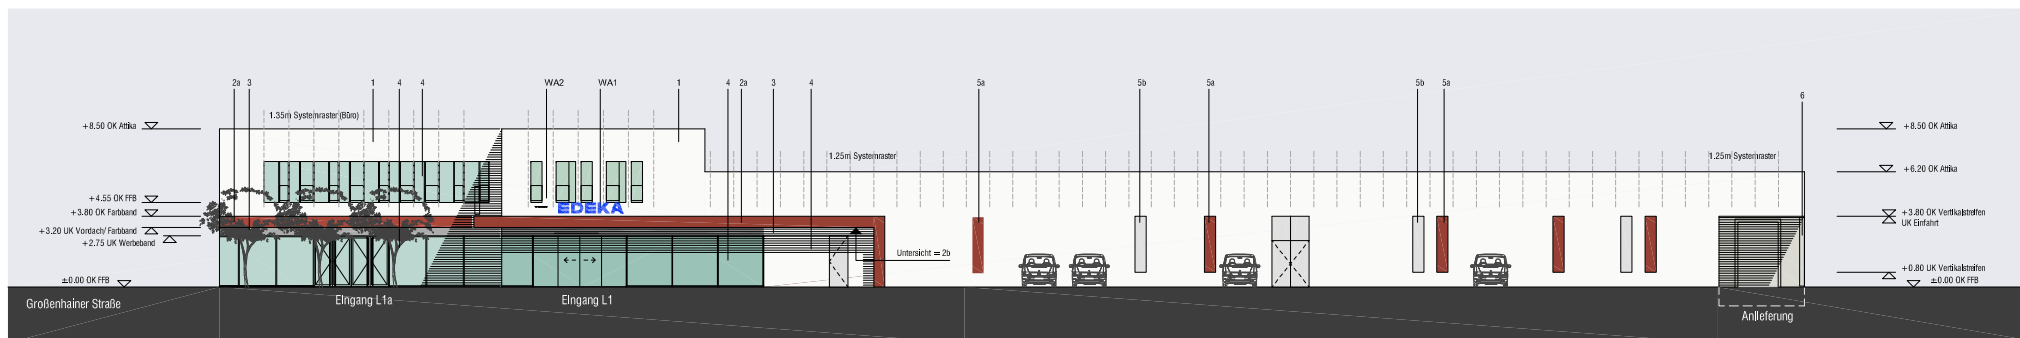 2a 3 1 4 4 WA2 WA1 1 4 2a 3 4 5a 5b 5a 5b 5a 6
1.35m Systemraster (Büro)
+8.50 OK Attika
+8.50 OK Attika
1.25m Systemraster
1.25m Systemraster
+6.20 OK Attika
+4.55 OK FFB
+3.80 OK Farbband
EDEKA
+3.80 OK Vertikalstreifen
UK Einfahrt
+3.20 UK Vordach/ Farbband
+2.75 UK Werbeband
Untersicht = 2b
+0.80 UK Vertikalstreifen
±0.00 OK FFB
±0.00 OK FFB
Großenhainer Straße
EIngang L1a
EIngang L1
Anlieferung